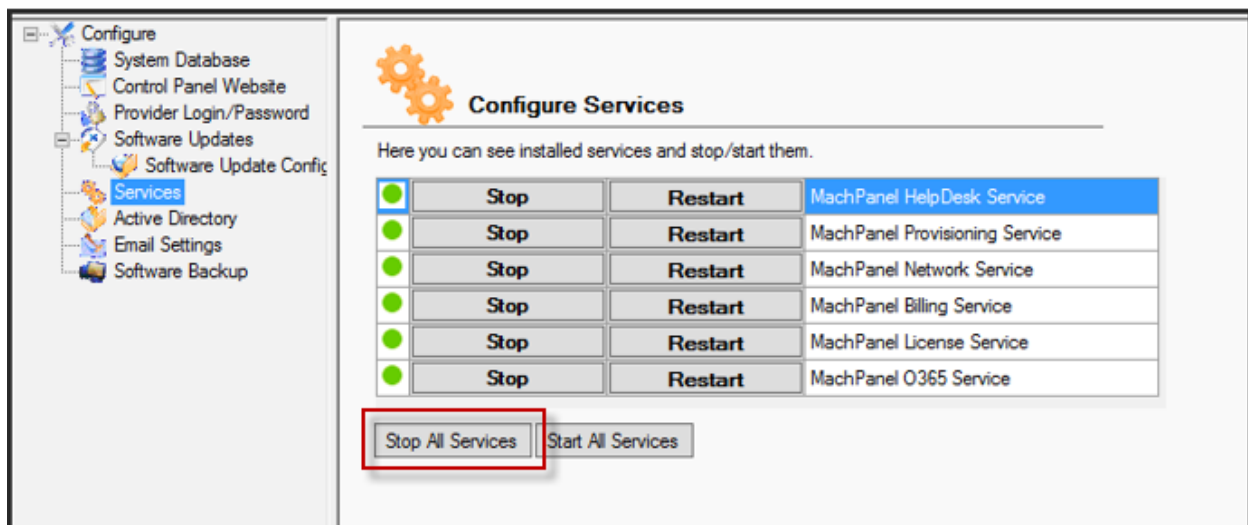 Configure
System Database
Control Panel Website
Provider Login/Password
Software Updates
Software Update Config
Services
Active Directory
Email Settings
Software Backup
Configure Services
Here you can see installed services and stop/start them.
Stop Restart MachPanel HelpDesk Service
Stop Restart MachPanel Provisioning Service
Stop Restart MachPanel Network Service
Stop Restart MachPanel Billing Service
Stop Restart MachPanel License Service
Stop Restart MachPanel O365 Service
Stop All Services Start All Services